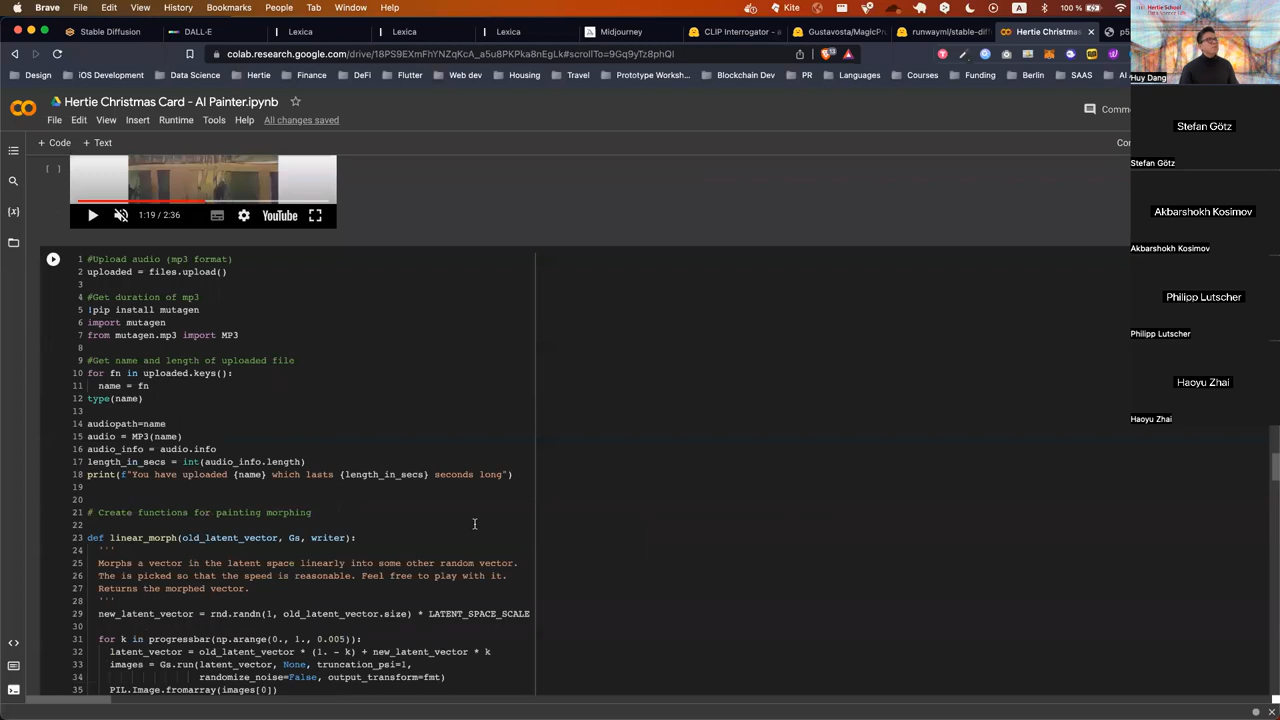 Brave File Edit View History Bookmarks People Tab Window Help
100 %
Stable Diffusion
DALL-E
Lexica
Lexica
Midjourney
CLIP Interrogator - a
Gustavosta/MagicPr
runwayml/stable-diff
Hertie Christmas
colab.research.google.com/drive/18PS9EXmFhYNZqKcA_a5u8PKPka8nEgLk#scrollTo=9Gq9yTz8phQI
Design
iOS Development
Data Science
Hertie
Finance
DeFi
Flutter
Web dev
Housing
Travel
Prototype Worksh...
Blockchain Dev
PR
Languages
Courses
Funding
Berlin
SAAS
AI
Hertie School
Huy Dang
Hertie Christmas Card - AI Painter.ipynb
File Edit View Insert Runtime Tools Help All changes saved
Comme
+ Code + Text
[ ]
1:19 / 2:36
YouTube
1 #Upload audio (mp3 format)
2 uploaded = files.upload()
3
4 #Get duration of mp3
5 !pip install mutagen
6 import mutagen
7 from mutagen.mp3 import MP3
8
9 #Get name and length of uploaded file
10 for fn in uploaded.keys():
11   name = fn
12 type(name)
13
14 audiopath=name
15 audio = MP3(name)
16 audio_info = audio.info
17 length_in_secs = int(audio_info.length)
18 print(f"You have uploaded {name} which lasts {length_in_secs} seconds long")
19
20
21 # Create functions for painting morphing
22
23 def linear_morph(old_latent_vector, Gs, writer):
24   '''
25   Morphs a vector in the latent space linearly into some other random vector.
26   The is picked so that the speed is reasonable. Feel free to play with it.
27   Returns the morphed vector.
28   '''
29   new_latent_vector = rnd.randn(1, old_latent_vector.size) * LATENT_SPACE_SCALE
30
31   for k in progressbar(np.arange(0., 1., 0.005)):
32     latent_vector = old_latent_vector * (1. - k) + new_latent_vector * k
33     images = Gs.run(latent_vector, None, truncation_psi=1,
34                     randomize_noise=False, output_transform=fmt)
35     PIL.Image.fromarray(images[0])
Stefan Götz
Stefan Götz
Akbarshokh Kosimov
Akbarshokh Kosimov
Philipp Lutscher
Philipp Lutscher
Haoyu Zhai
Haoyu Zhai